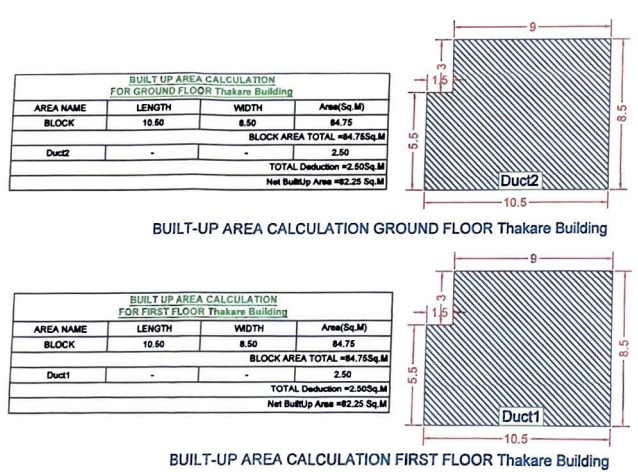 BUILT UP AREA CALCULATION
FOR GROUND FLOOR Thakare Building
AREA NAME LENGTH WIDTH Area(Sq.M)
BLOCK 10.50 8.50 84.75
BLOCK AREA TOTAL =84.75Sq.M
Duct2 - - 2.50
TOTAL Deduction =2.50Sq.M
Net BuiltUp Area =82.25 Sq.M
9
3
1.5
5.5
8.5
Duct2
10.5
BUILT-UP AREA CALCULATION GROUND FLOOR Thakare Building
BUILT UP AREA CALCULATION
FOR FIRST FLOOR Thakare Building
AREA NAME LENGTH WIDTH Area(Sq.M)
BLOCK 10.50 8.50 84.75
BLOCK AREA TOTAL =84.75Sq.M
Duct1 - - 2.50
TOTAL Deduction =2.50Sq.M
Net BuiltUp Area =82.25 Sq.M
9
3
1.5
5.5
8.5
Duct1
10.5
BUILT-UP AREA CALCULATION FIRST FLOOR Thakare Building